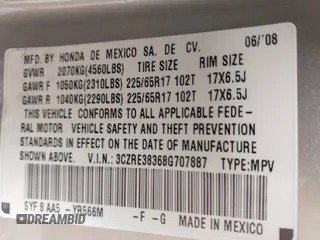 MFD. BY HONDA DE MEXICO SA. DE CV. 06/'08
GVWR 2070KG(4560LBS) TIRE SIZE RIM SIZE
GAWR F 1050KG(2310LBS) 225/65R17 102T 17X6.5J
GAWR R 1040KG(2290LBS) 225/65R17 102T 17X6.5J
THIS VEHICLE CONFORMS TO ALL APPLICABLE FEDE-
RAL MOTOR VEHICLE SAFETY AND THEFT PREVENTION
STANDARDS IN EFFECT ON THE DATE OF MANUFACTURE
SHOWN ABOVE. V.I.N.: 3CZRE38368G707887 TYPE:MPV
SYF 8 AA5 -YR566M -F -G MADE IN MEXICO
DREAMBID